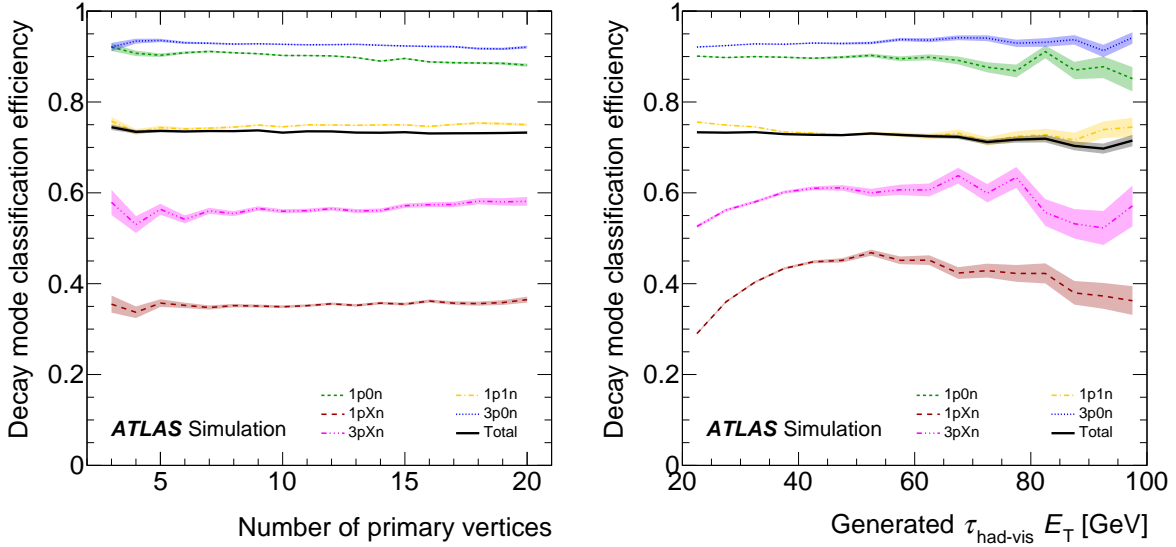 Decay mode classification efficiency
1
0.8
0.6
0.4
0.2
0
1p0n 1p1n
1pXn 3p0n
3pXn Total
ATLAS Simulation
5 10 15 20
Number of primary vertices
Decay mode classification efficiency
1
0.8
0.6
0.4
0.2
0
1p0n 1p1n
1pXn 3p0n
3pXn Total
ATLAS Simulation
20 40 60 80 100
Generated τhad-vis ET [GeV]